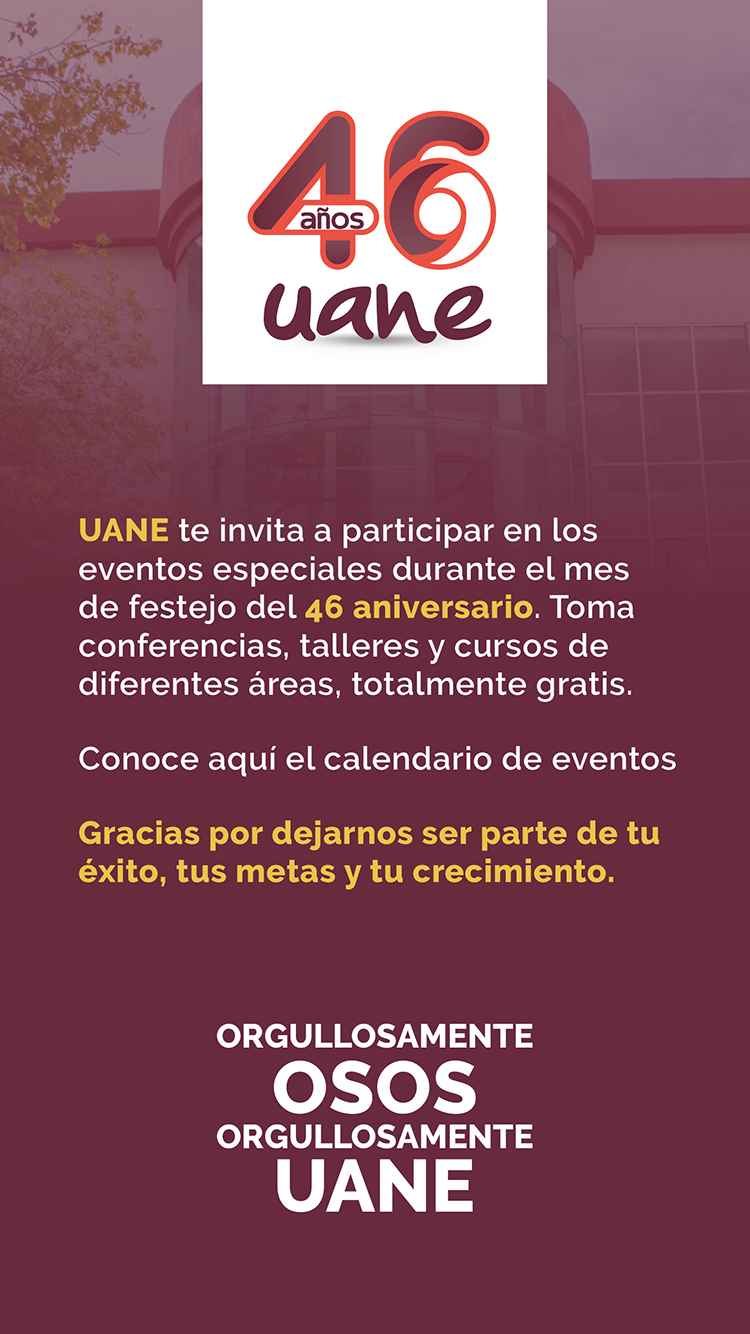 46
años
uane
UANE te invita a participar en los
eventos especiales durante el mes
de festejo del 46 aniversario. Toma
conferencias, talleres y cursos de
diferentes áreas, totalmente gratis.
Conoce aquí el calendario de eventos
Gracias por dejarnos ser parte de tu
éxito, tus metas y tu crecimiento.
ORGULLOSAMENTE
OSOS
ORGULLOSAMENTE
UANE